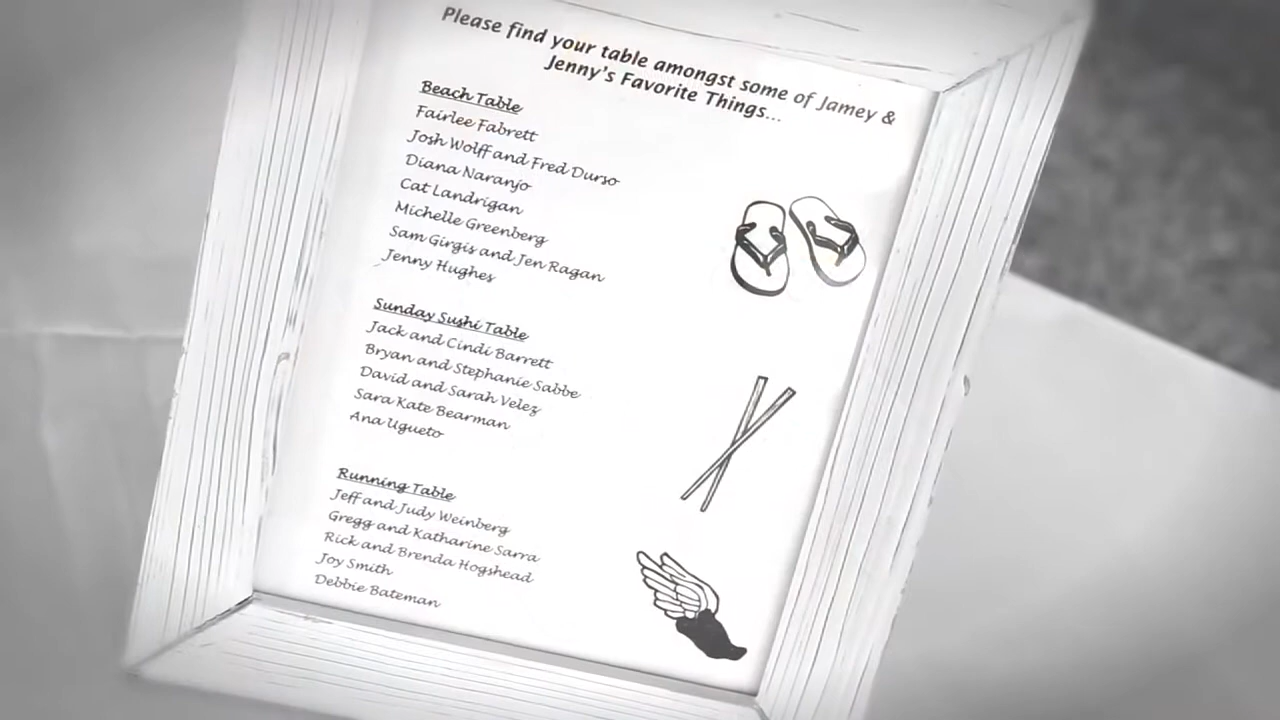 Please find your table amongst some of Jamey &
Jenny's Favorite Things...
Beach Table
Fairlee Fabrett
Josh Wolff and Fred Durso
Diana Naranjo
Cat Landrigan
Michelle Greenberg
Sam Girgis and Jen Ragan
Jenny Hughes
Sunday Sushi Table
Jack and Cindi Barrett
Bryan and Stephanie Sabbe
David and Sarah Velez
Sara Kate Bearman
Ana Ugueto
Running Table
Jeff and Judy Weinberg
Gregg and Katharine Sarra
Rick and Brenda Hogshead
Joy Smith
Debbie Bateman